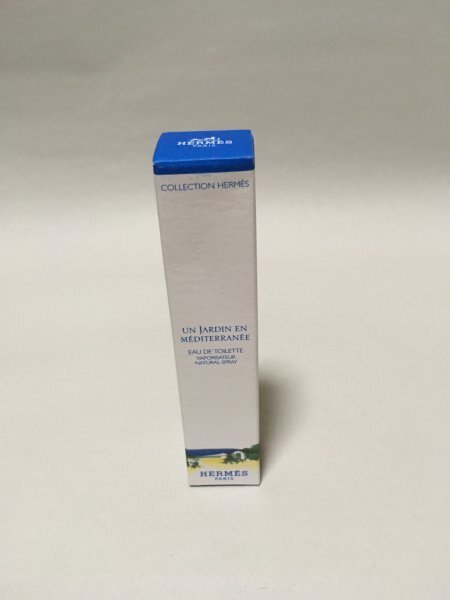 HERMÈS
PARIS
COLLECTION HERMÈS
UN JARDIN EN
MÉDITERRANÉE
EAU DE TOILETTE
VAPORISATEUR
NATURAL SPRAY
HERMÈS
PARIS